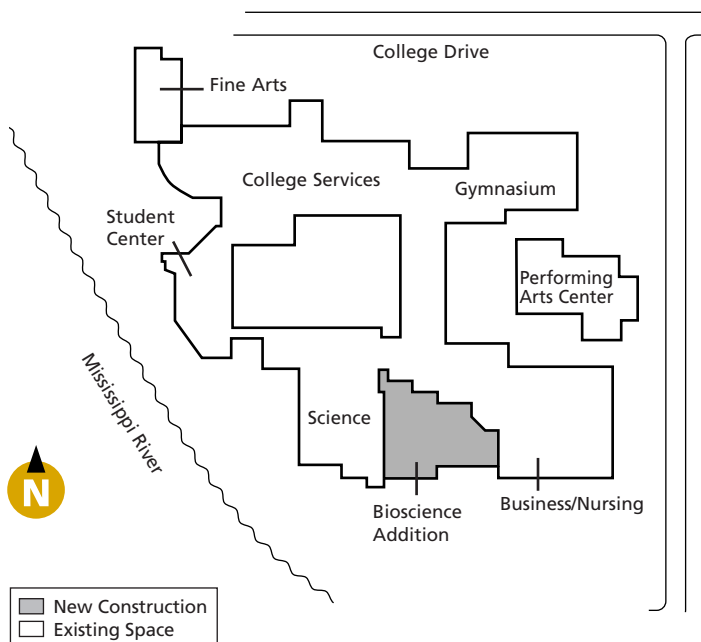 College Drive
Fine Arts
College Services
Gymnasium
Student
Center
Performing
Arts Center
Mississippi River
Science
Bioscience
Addition
Business/Nursing
N
New Construction
Existing Space